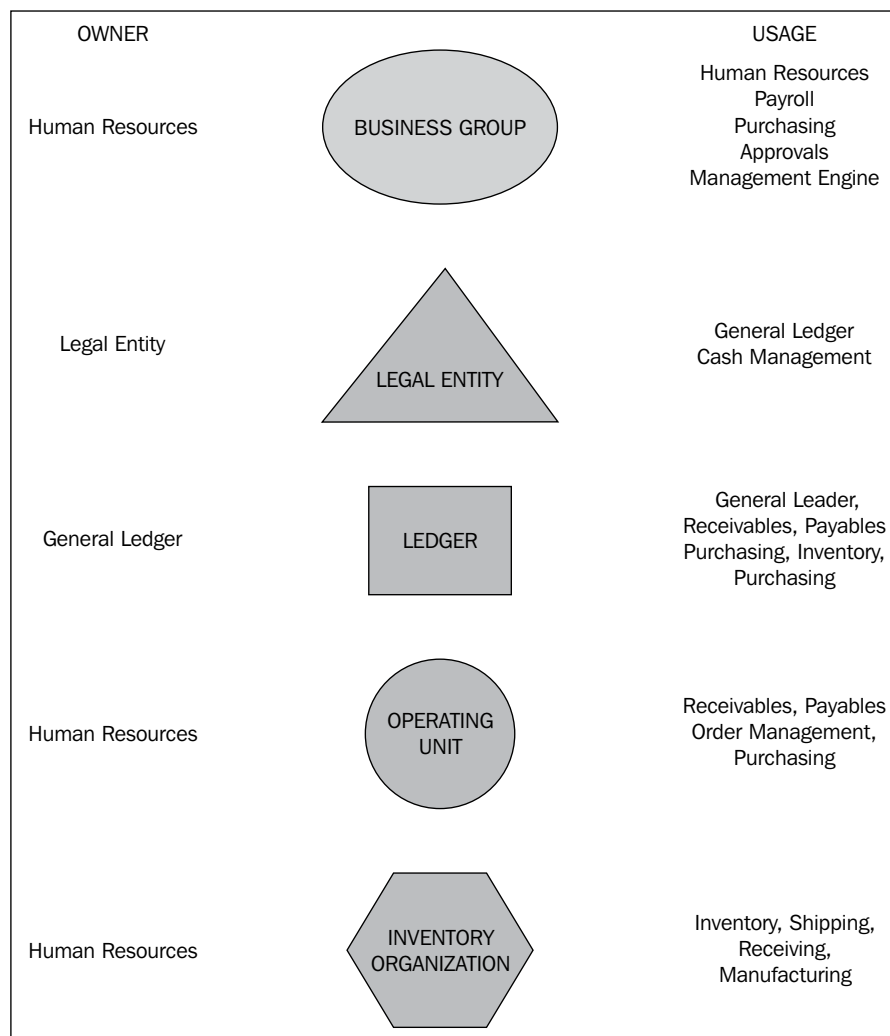 OWNER
USAGE
Human Resources
BUSINESS GROUP
Human Resources
Payroll
Purchasing
Approvals
Management Engine
Legal Entity
LEGAL ENTITY
General Ledger
Cash Management
General Ledger
LEDGER
General Leader,
Receivables, Payables
Purchasing, Inventory,
Purchasing
Human Resources
OPERATING
UNIT
Receivables, Payables
Order Management,
Purchasing
Human Resources
INVENTORY
ORGANIZATION
Inventory, Shipping,
Receiving,
Manufacturing